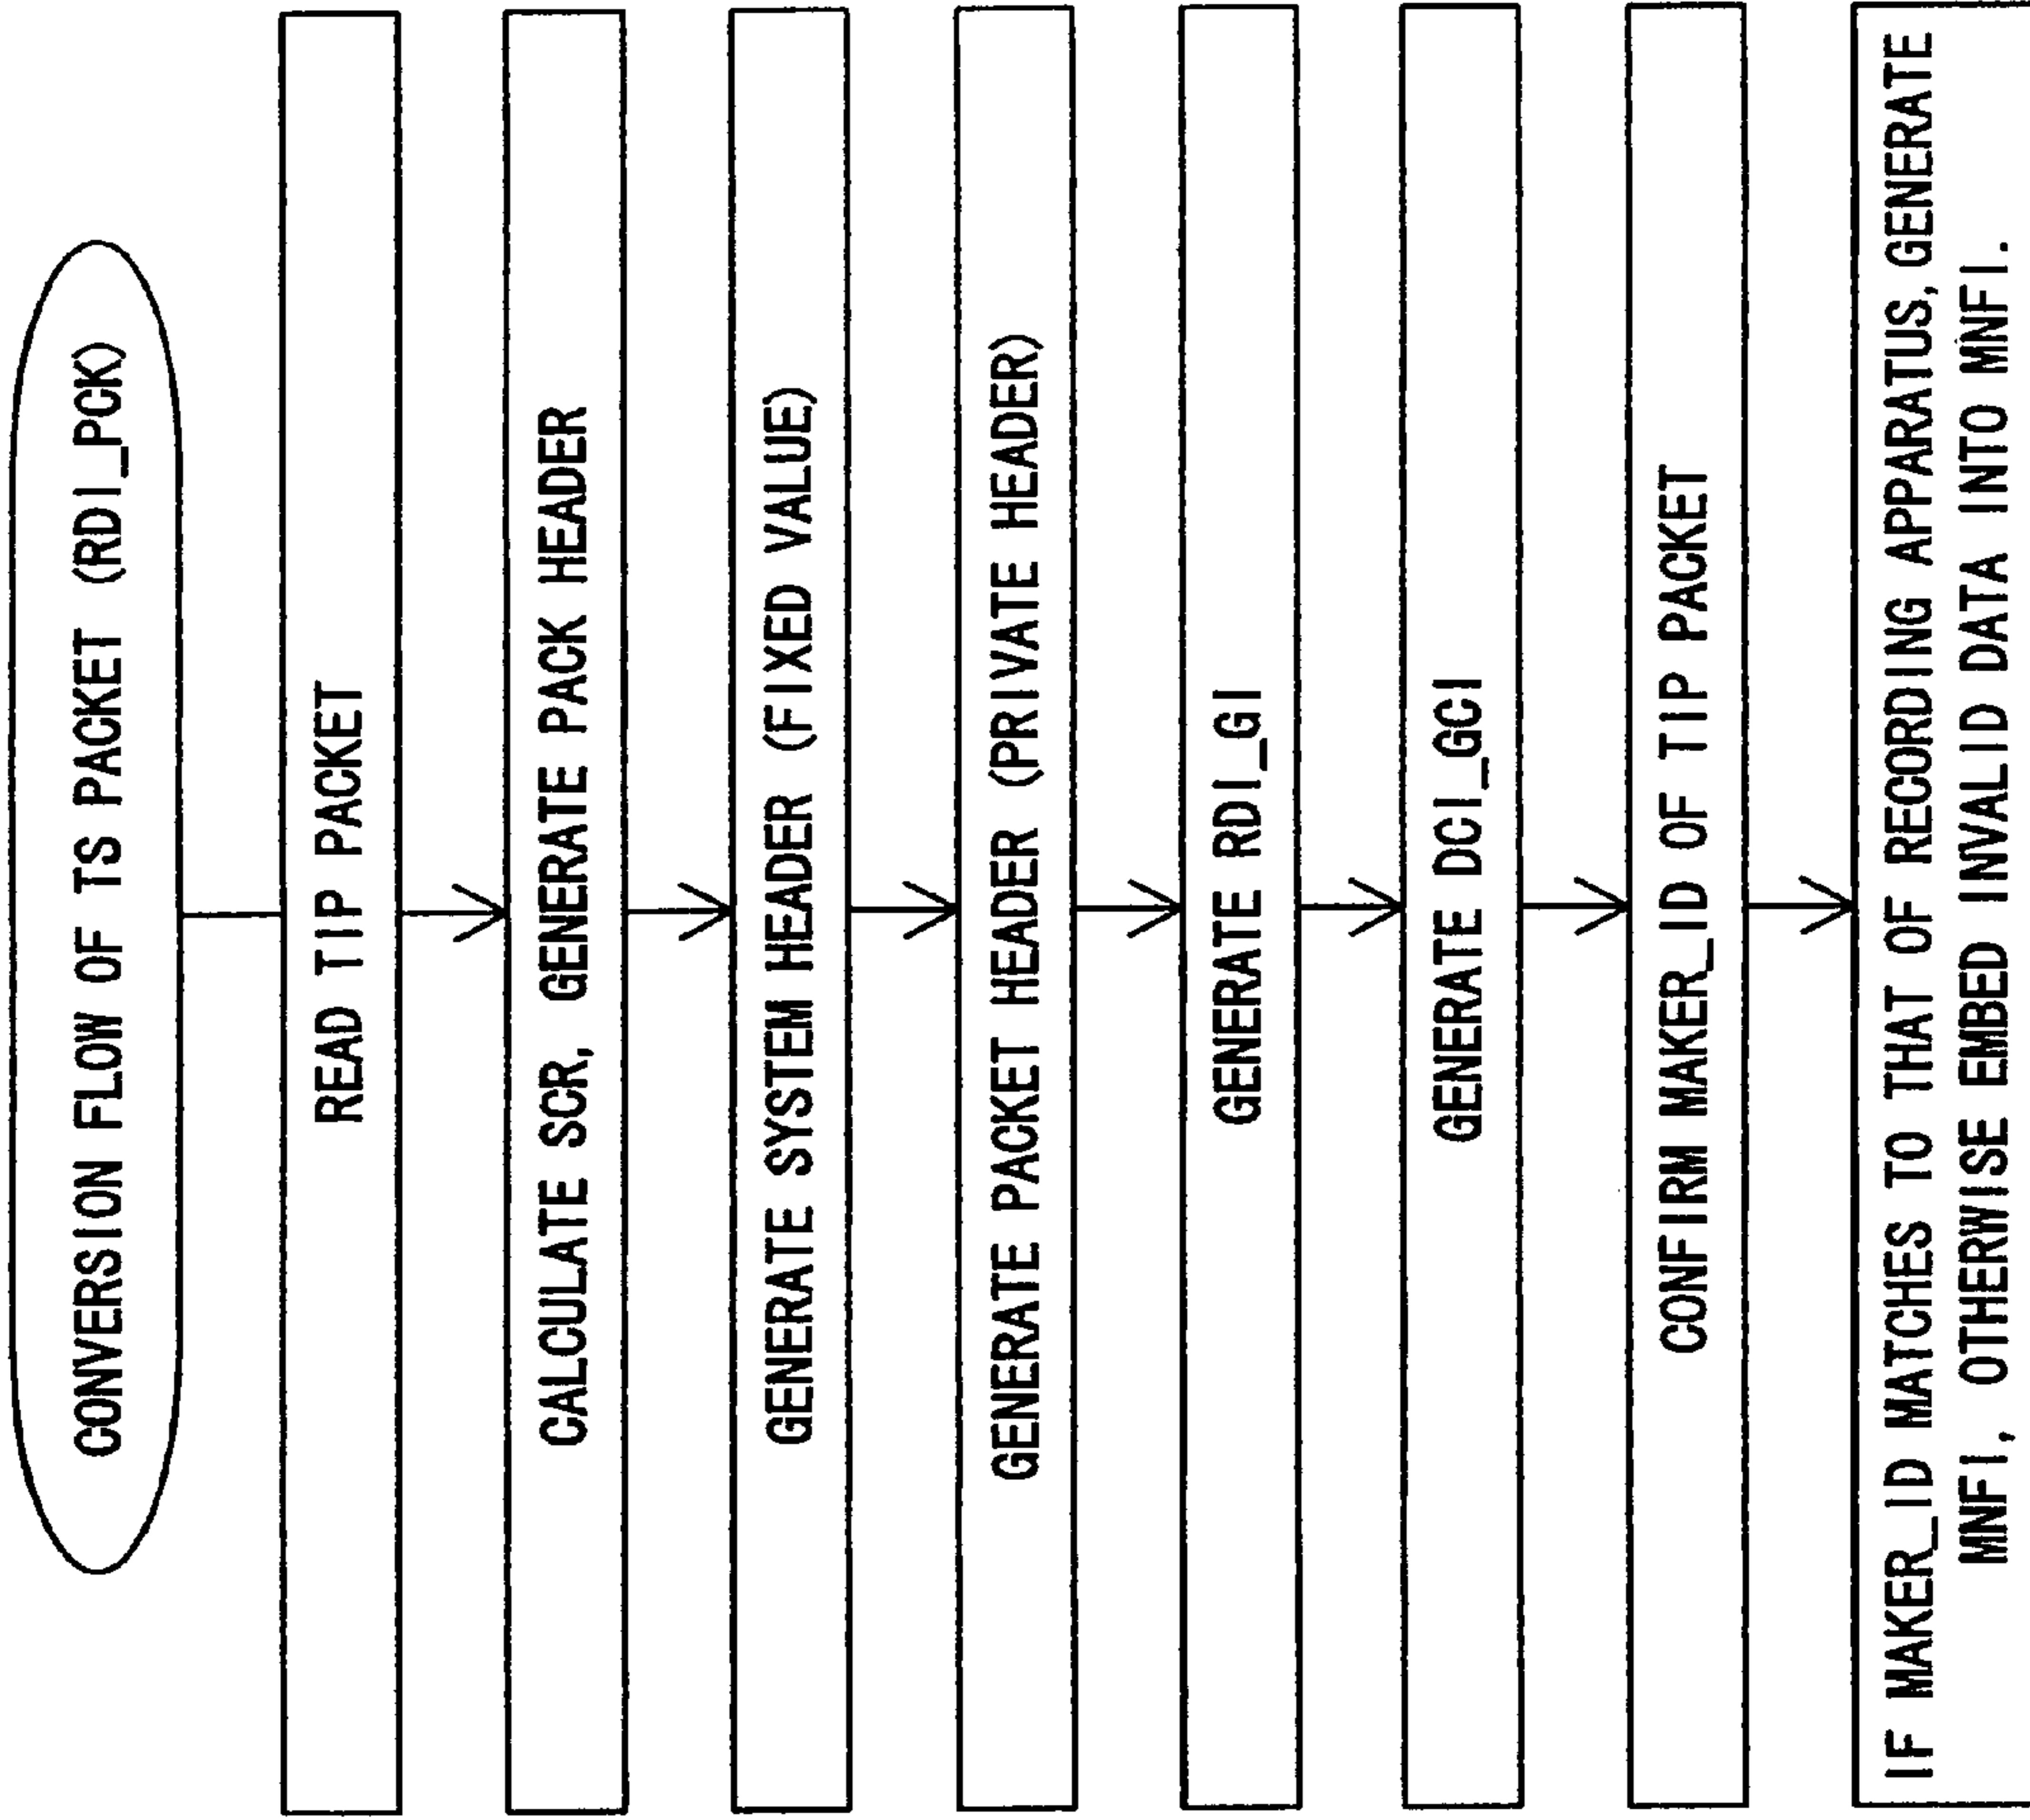 CONVERSION FLOW OF TS PACKET (RDI_PCK)
READ TIP PACKET
CALCULATE SCR, GENERATE PACK HEADER
GENERATE SYSTEM HEADER (FIXED VALUE)
GENERATE PACKET HEADER (PRIVATE HEADER)
GENERATE RDI_GI
GENERATE DCI_GCI
CONFIRM MAKER_ID OF TIP PACKET
IF MAKER_ID MATCHES TO THAT OF RECORDING APPARATUS, GENERATE
MNFI, OTHERWISE EMBED INVALID DATA INTO MNFI.